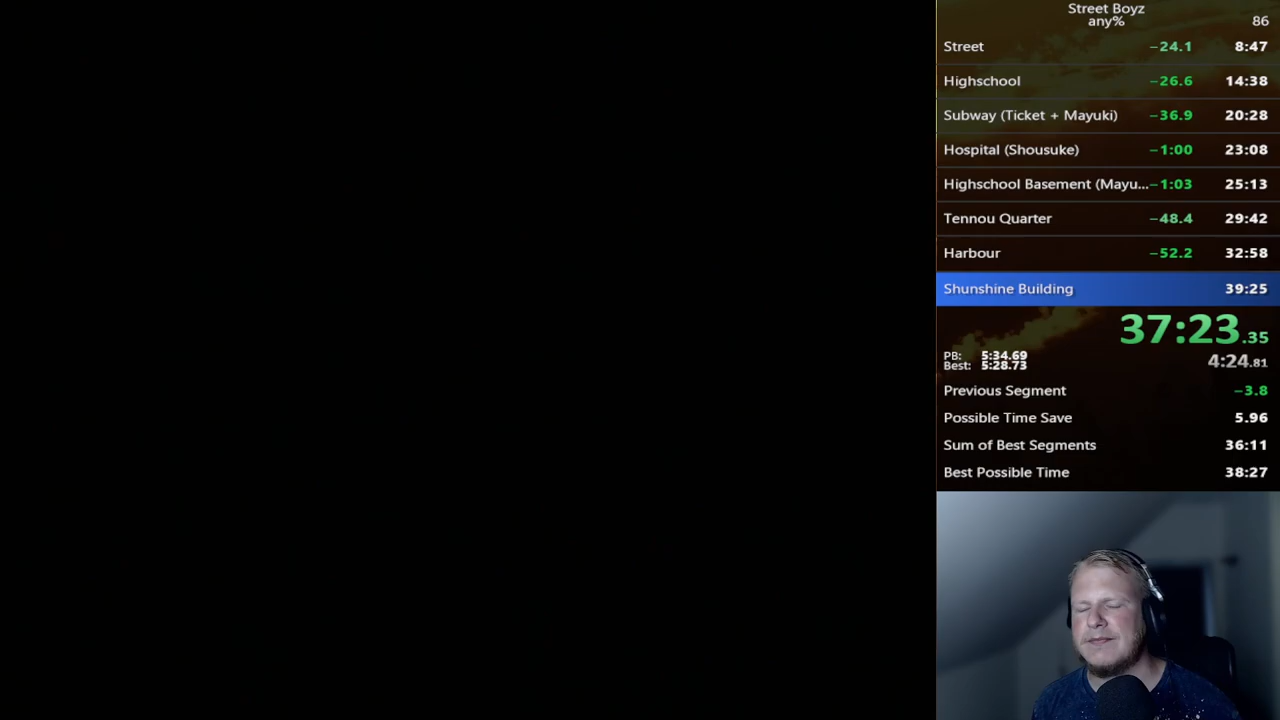 Street Boyz
any% 86
Street −24.1 8:47
Highschool −26.6 14:38
Subway (Ticket + Mayuki) −36.9 20:28
Hospital (Shousuke) −1:00 23:08
Highschool Basement (Mayu... −1:03 25:13
Tennou Quarter −48.4 29:42
Harbour −52.2 32:58
Shunshine Building 39:25
37:23.35
PB: 5:34.69
Best: 5:28.73
4:24.81
Previous Segment −3.8
Possible Time Save 5.96
Sum of Best Segments 36:11
Best Possible Time 38:27